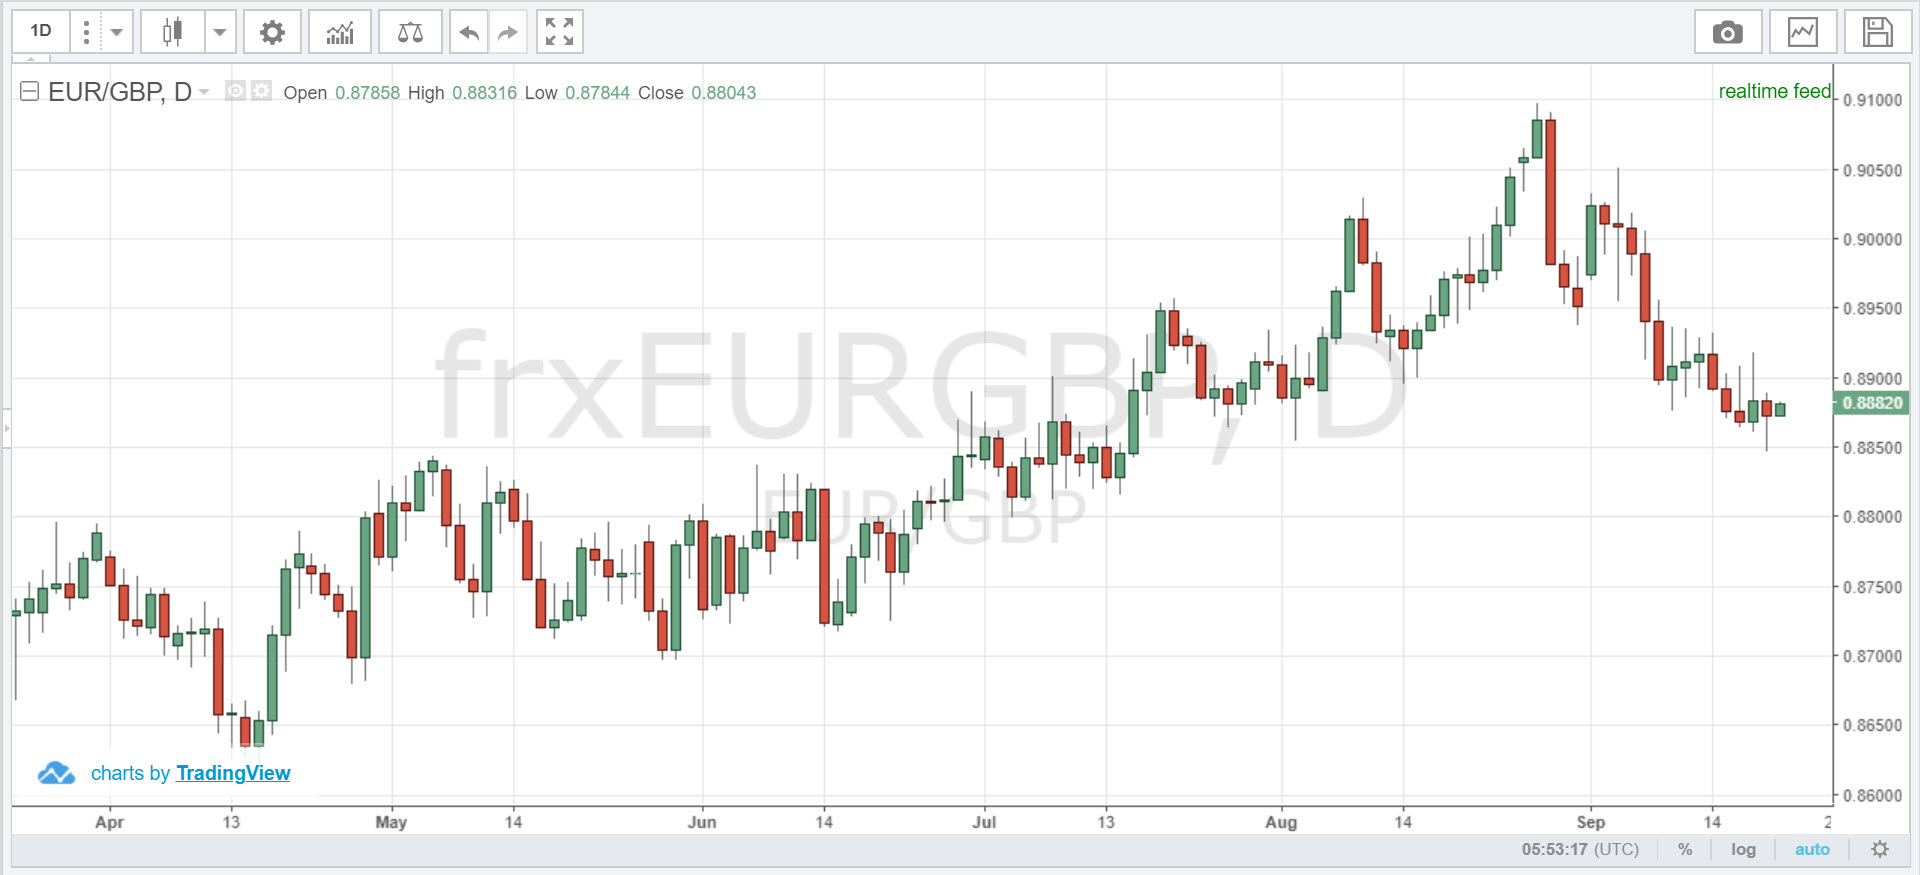 1D
EUR/GBP, D Open 0.87858 High 0.88316 Low 0.87844 Close 0.88043
realtime feed
0.91000
0.90500
0.90000
0.89500
0.89000
0.88820
0.88500
0.88000
0.87500
0.87000
0.86500
0.86000
frxEURGBP, D
EUR/GBP
charts by TradingView
Apr 13 May 14 Jun 14 Jul 13 Aug 14 Sep 14 2
05:53:17 (UTC) % log auto